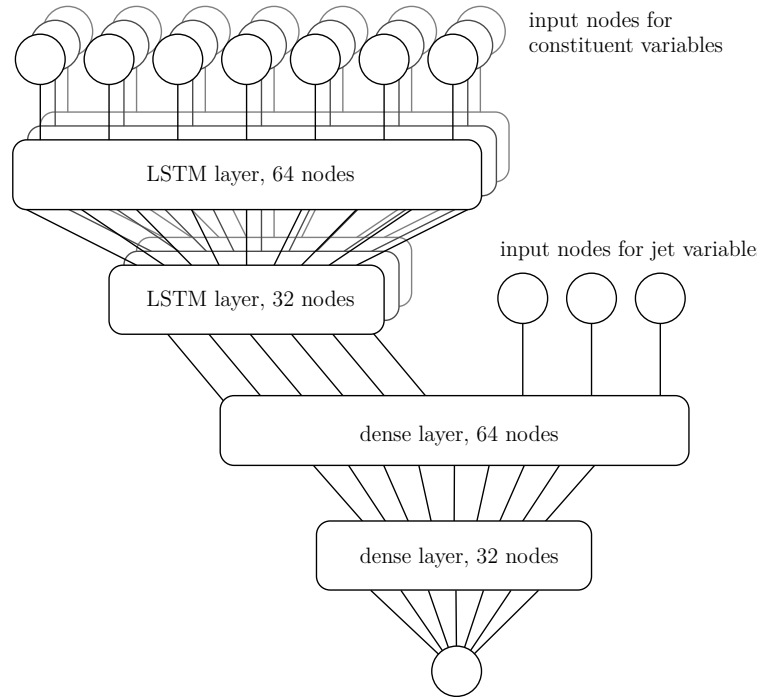 input nodes for
constituent variables
LSTM layer, 64 nodes
input nodes for jet variable
LSTM layer, 32 nodes
dense layer, 64 nodes
dense layer, 32 nodes